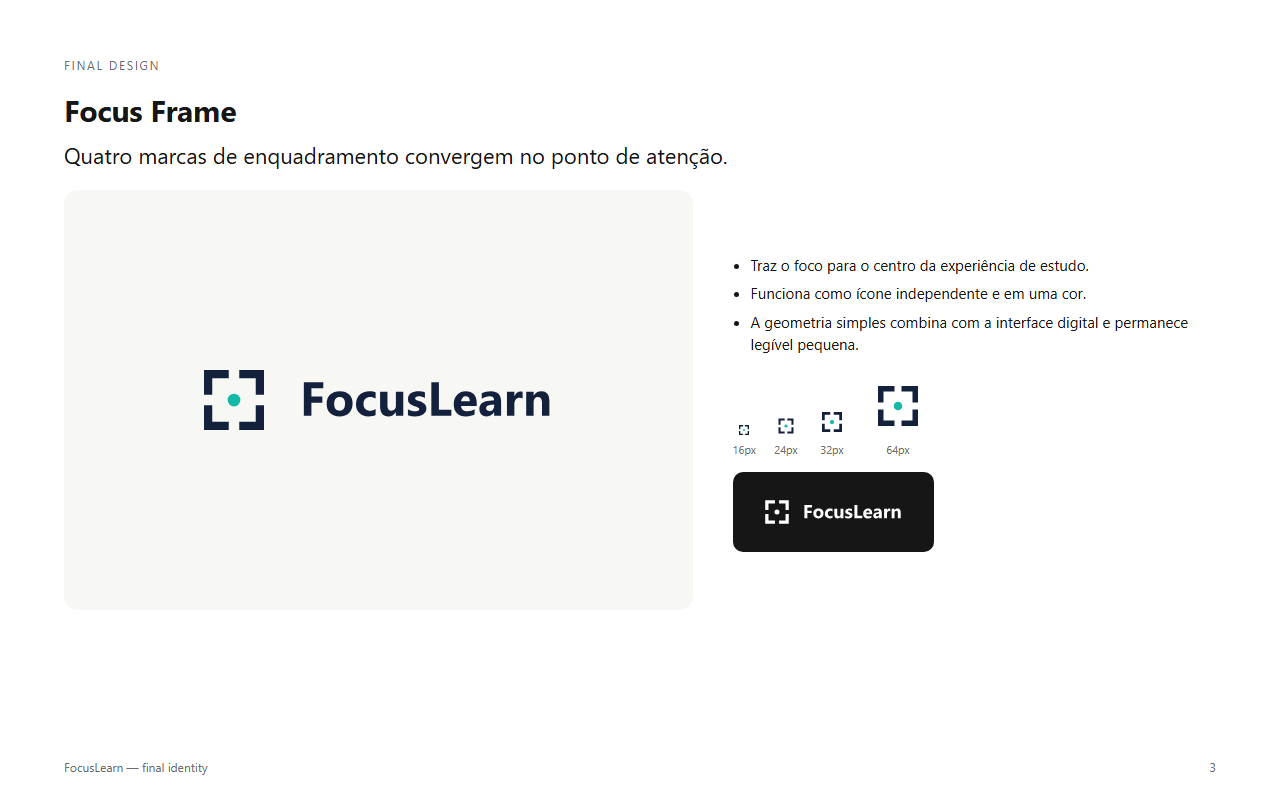 FINAL DESIGN
Focus Frame
Quatro marcas de enquadramento convergem no ponto de atenção.
FocusLearn
• Traz o foco para o centro da experiência de estudo.
• Funciona como ícone independente e em uma cor.
• A geometria simples combina com a interface digital e permanece
legível pequena.
16px 24px 32px 64px
FocusLearn
FocusLearn — final identity
3